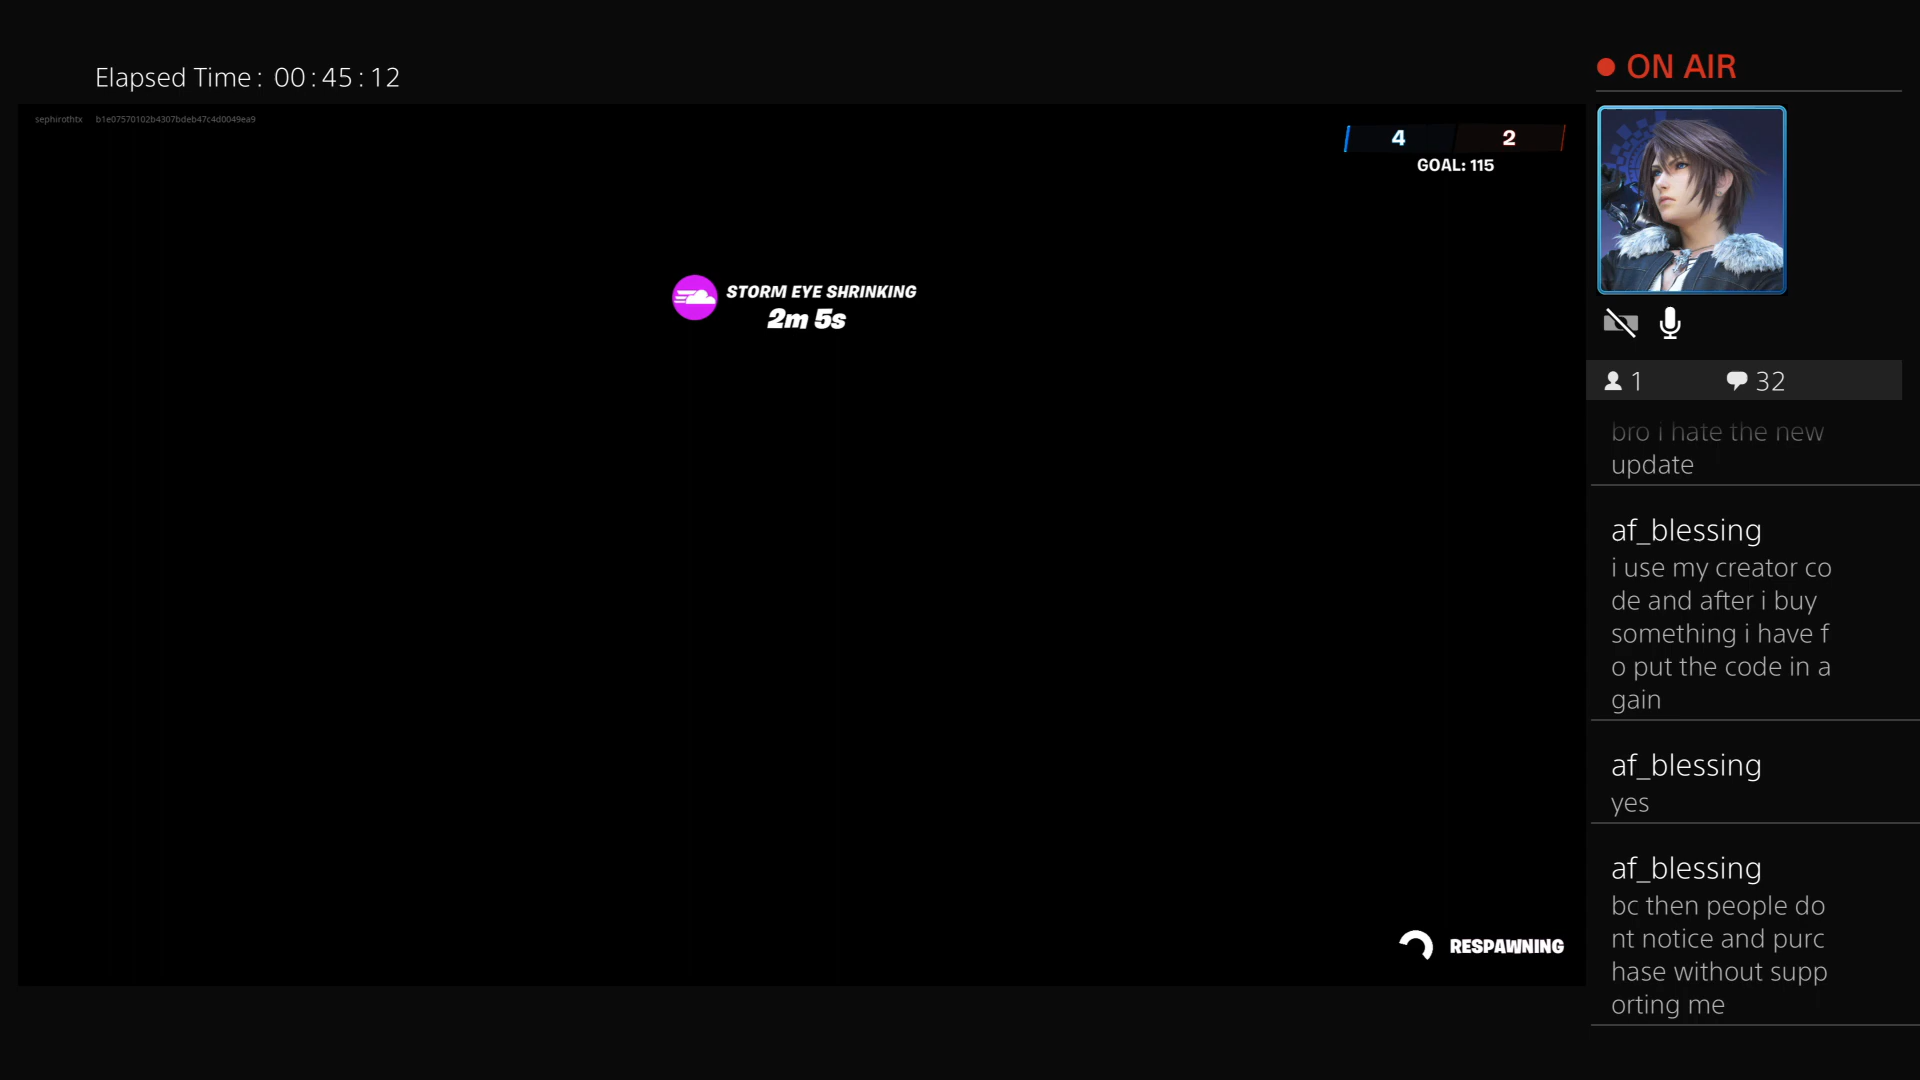 Elapsed Time: 00:45:12
ON AIR
sephirothtx b1e07570102b4307bdeb47c4d0049ea9
4 2
GOAL: 115
STORM EYE SHRINKING
2m 5s
1 32
bro i hate the new
update
af_blessing
i use my creator co
de and after i buy
something i have f
o put the code in a
gain
af_blessing
yes
af_blessing
bc then people do
nt notice and purc
hase without supp
orting me
RESPAWNING